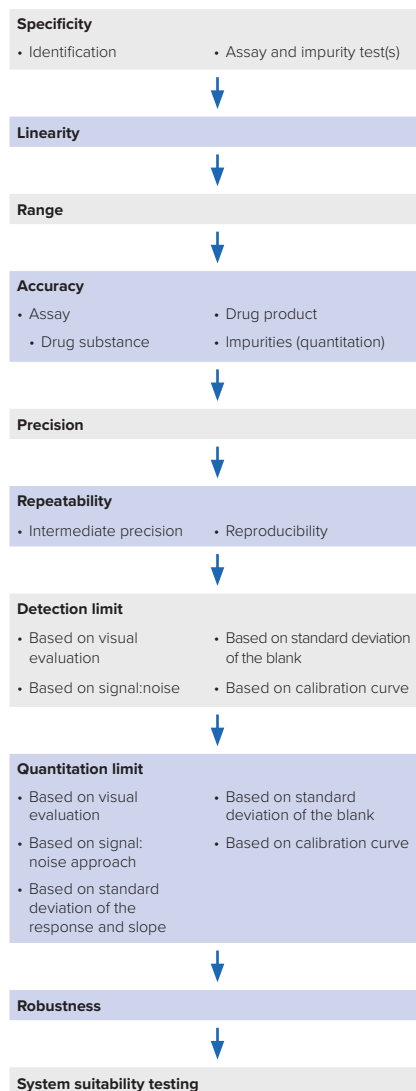 Specificity
• Identification
• Assay and impurity test(s)
Linearity
Range
Accuracy
• Assay
• Drug substance
• Drug product
• Impurities (quantitation)
Precision
Repeatability
• Intermediate precision
• Reproducibility
Detection limit
• Based on visual
evaluation
• Based on signal:noise
• Based on standard deviation
of the blank
• Based on calibration curve
Quantitation limit
• Based on visual
evaluation
• Based on signal:
noise approach
• Based on standard
deviation of the
response and slope
• Based on standard
deviation of the blank
• Based on calibration curve
Robustness
System suitability testing